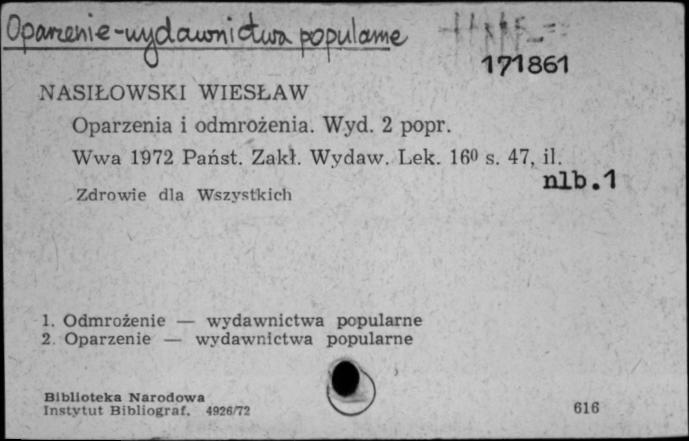 Oparzenie-wydawnictwa popularne
171861
NASIŁOWSKI WIESŁAW
Oparzenia i odmrożenia. Wyd. 2 popr.
Wwa 1972 Państ. Zakł. Wydaw. Lek. 16⁰ s. 47, il.
nlb.1
Zdrowie dla Wszystkich
1. Odmrożenie — wydawnictwa popularne
2 Oparzenie — wydawnictwa popularne
Biblioteka Narodowa
Instytut Bibliograf. 4926/72
616